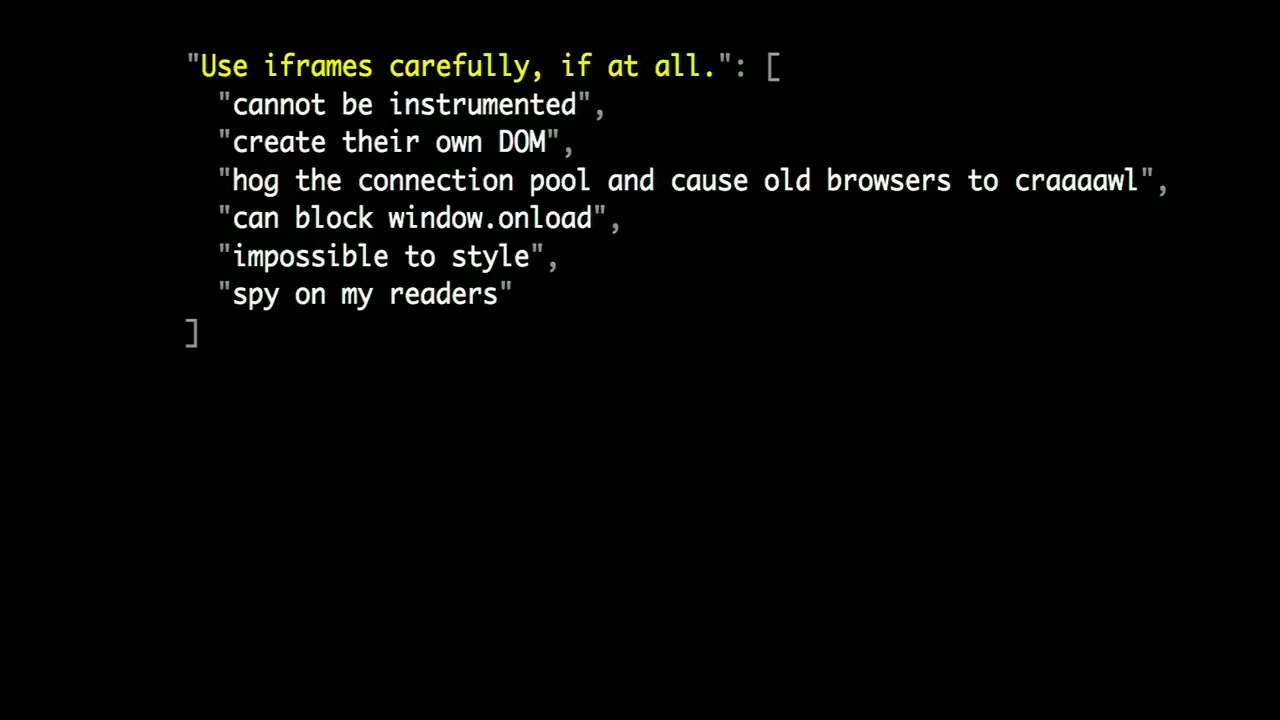 "Use iframes carefully, if at all.": [
"cannot be instrumented",
"create their own DOM",
"hog the connection pool and cause old browsers to craaaawl",
"can block window.onload",
"impossible to style",
"spy on my readers"
]